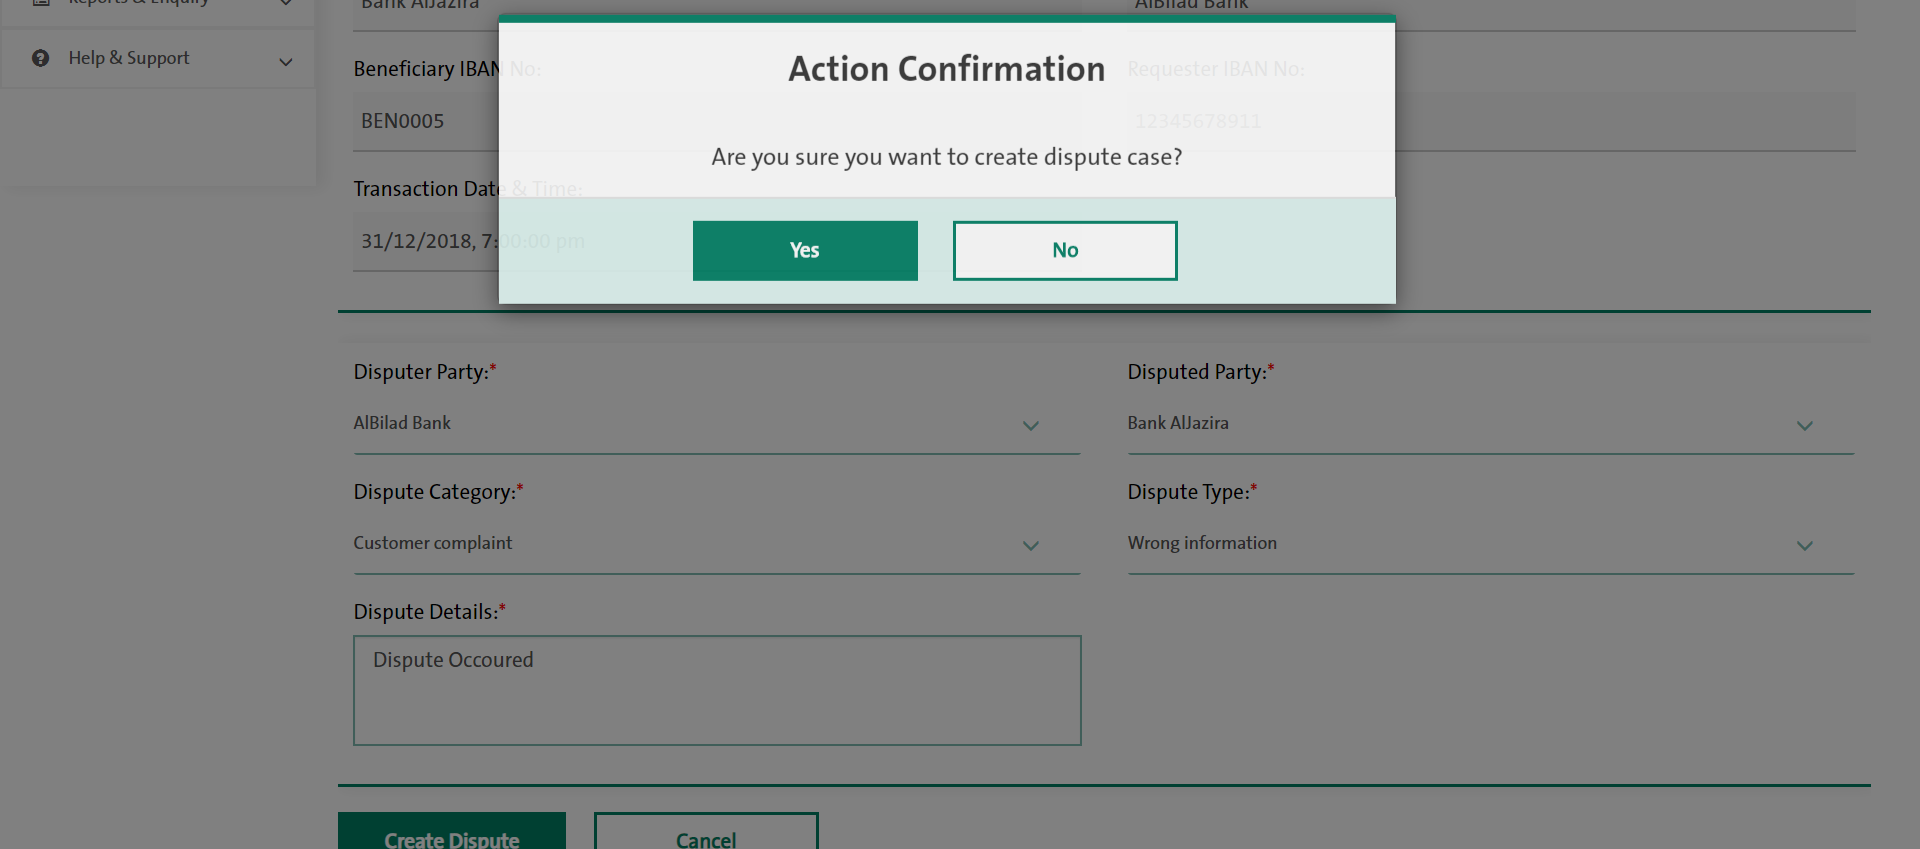 Reports & Enquiry
Help & Support
Bank AlJazira
AlBilad Bank
Action Confirmation
Are you sure you want to create dispute case?
Yes
No
Beneficiary IBAN No:
Requester IBAN No:
BEN0005
12345678911
Transaction Date & Time:
31/12/2018, 7:00:00 pm
Disputer Party:*
Disputed Party:*
AlBilad Bank
Bank AlJazira
Dispute Category:*
Dispute Type:*
Customer complaint
Wrong information
Dispute Details:*
Dispute Occoured
Create Dispute
Cancel